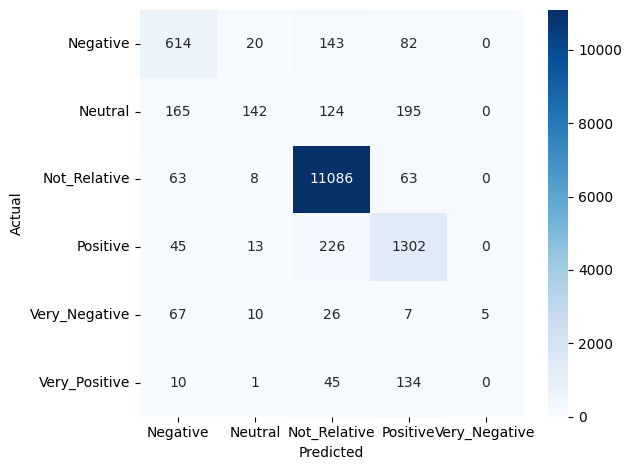 Negative 614 20 143 82 0
Neutral 165 142 124 195 0
Not_Relative 63 8 11086 63 0
Positive 45 13 226 1302 0
Very_Negative 67 10 26 7 5
Very_Positive 10 1 45 134 0
Negative Neutral Not_Relative Positive Very_Negative
Predicted
Actual
10000
8000
6000
4000
2000
0